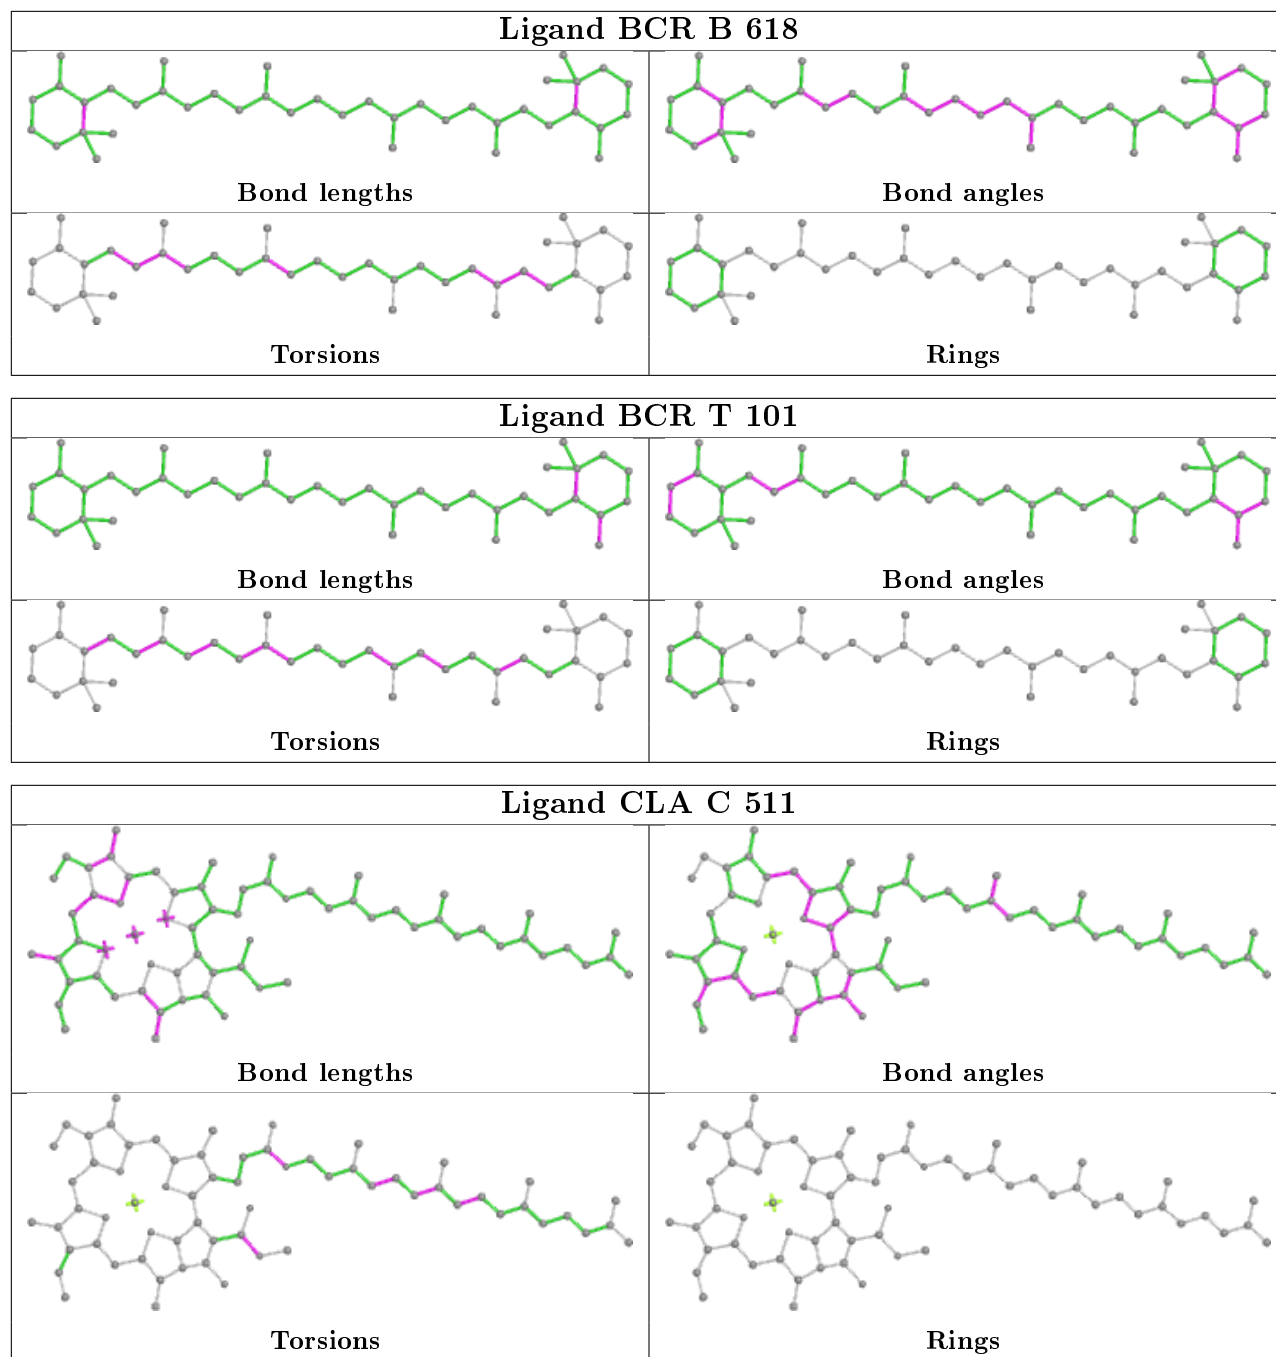 Ligand BCR B 618
Bond lengths
Bond angles
Torsions
Rings
Ligand BCR T 101
Bond lengths
Bond angles
Torsions
Rings
Ligand CLA C 511
Bond lengths
Bond angles
Torsions
Rings